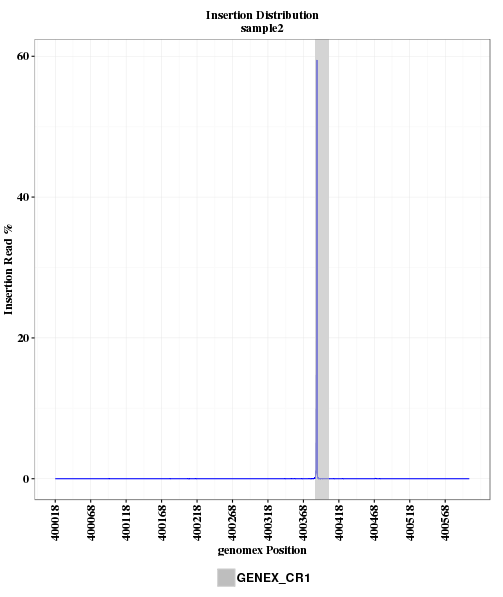 Insertion Distribution
sample2
60
40
20
0
Insertion Read %
400018 400068 400118 400168 400218 400268 400318 400368 400418 400468 400518 400568
genomex Position
GENEX_CR1